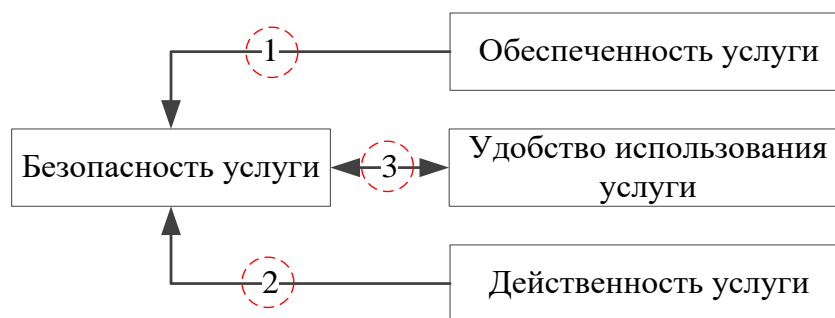 1
Обеспеченность услуги
Безопасность услуги
3
Удобство использования
услуги
2
Действенность услуги